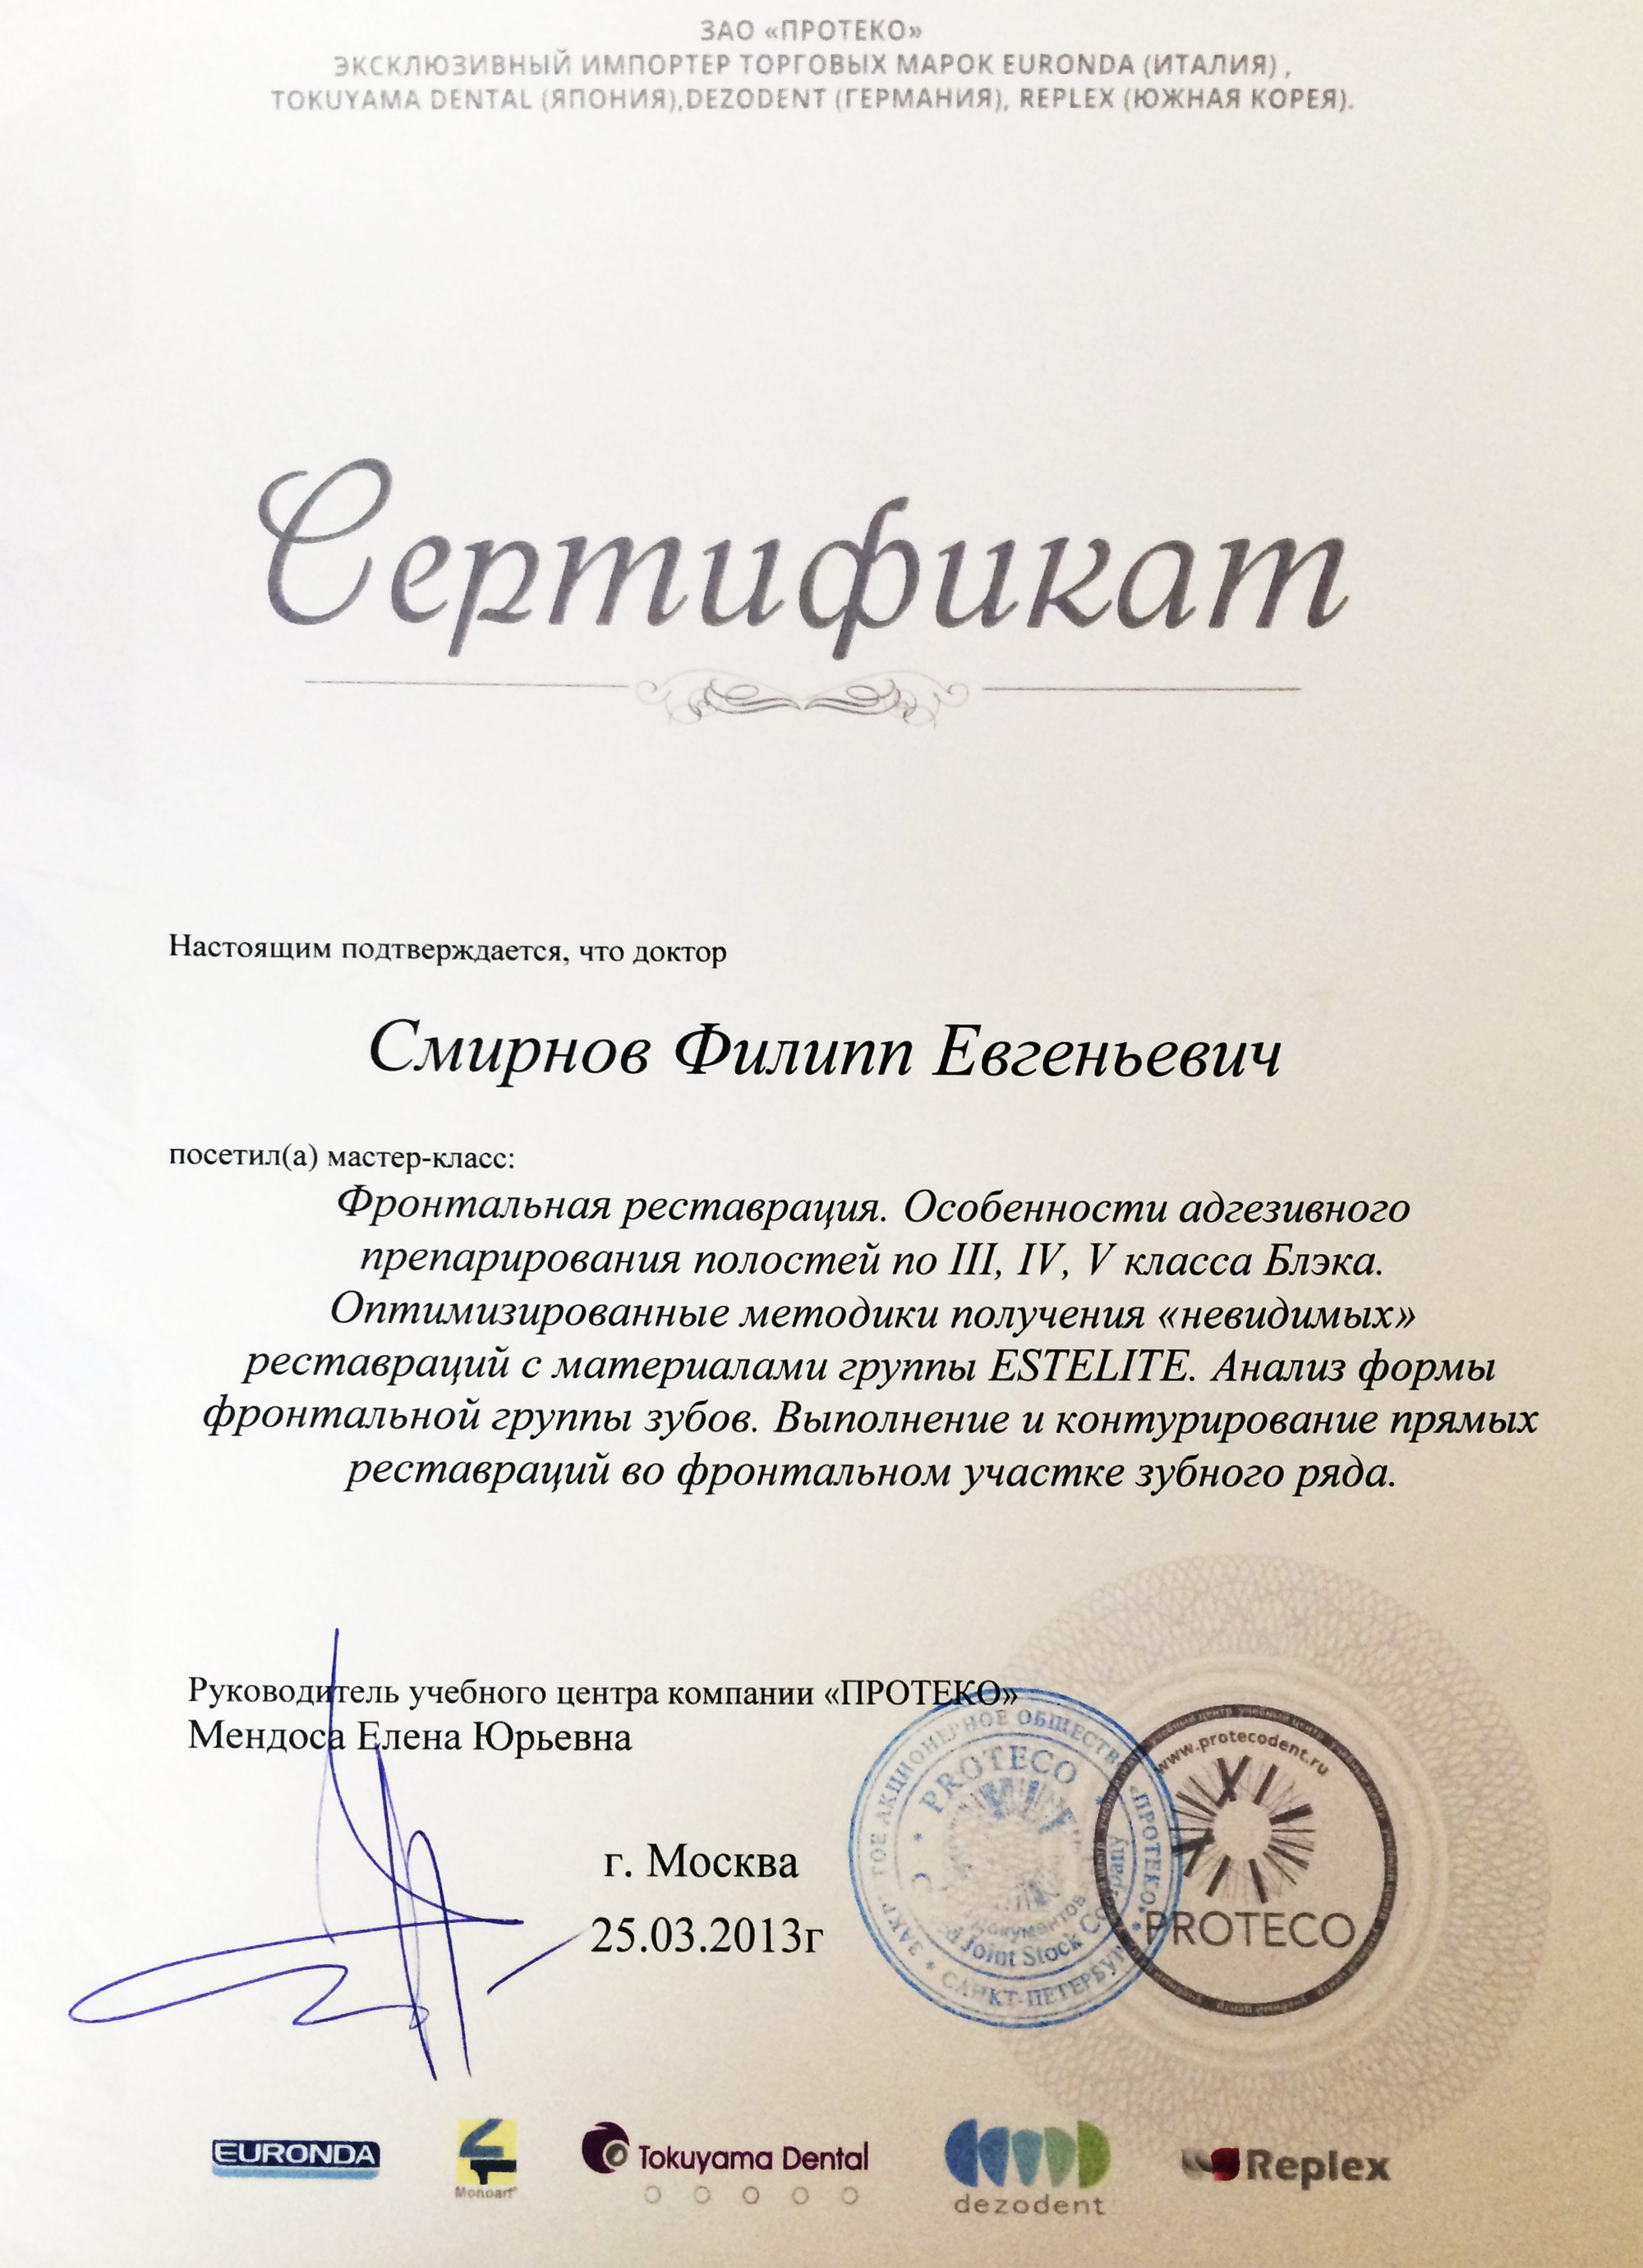 ЗАО «ПРОТЕКО»
ЭКСКЛЮЗИВНЫЙ ИМПОРТЕР ТОРГОВЫХ МАРОК EURONDA (ИТАЛИЯ) ,
TOKUYAMA DENTAL (ЯПОНИЯ),DEZODENT (ГЕРМАНИЯ), REPLEX (ЮЖНАЯ КОРЕЯ).
Сертификат
Настоящим подтверждается, что доктор
Смирнов Филипп Евгеньевич
посетил(а) мастер-класс:
Фронтальная реставрация. Особенности адгезивного
препарирования полостей по III, IV, V класса Блэка.
Оптимизированные методики получения «невидимых»
реставраций с материалами группы ESTELITE. Анализ формы
фронтальной группы зубов. Выполнение и контурирование прямых
реставраций во фронтальном участке зубного ряда.
Руководитель учебного центра компании «ПРОТЕКО»
Мендоса Елена Юрьевна
г. Москва
25.03.2013г
АКЦИОНЕРНОЕ ОБЩЕСТВО «ПРОТЕКО»
* САНКТ-ПЕТЕРБУРГ *
PROTECO
документов
Joint Stock Company
учебный центр
www.protecodent.ru
PROTECO
EURONDA
Monoart®
Tokuyama Dental
dezodent
Replex